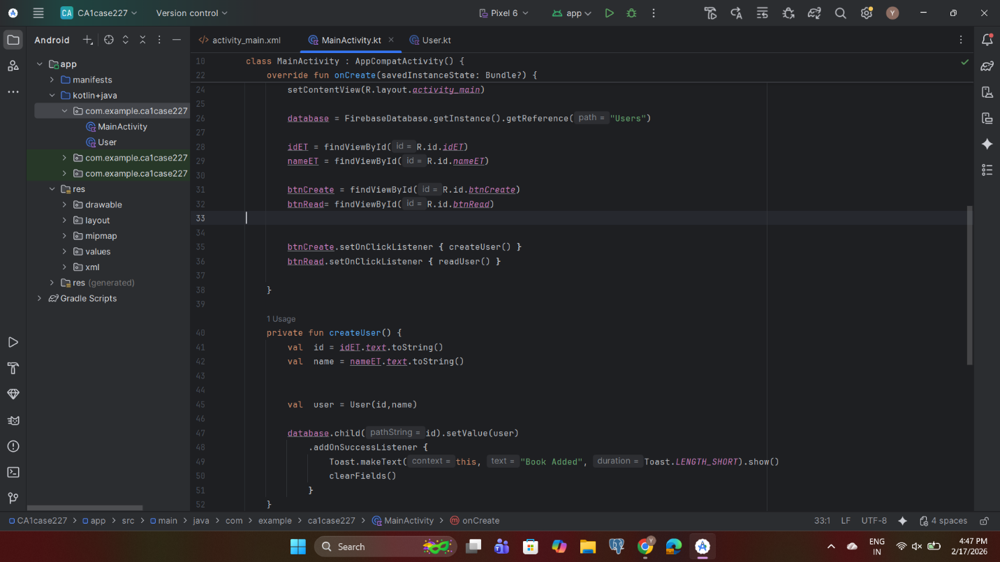 CA CA1case227 Version control Pixel 6 app Y
Android activity_main.xml MainActivity.kt User.kt
app
manifests
kotlin+java
com.example.ca1case227
MainActivity
User
com.example.ca1case227
com.example.ca1case227
res
drawable
layout
mipmap
values
xml
res (generated)
Gradle Scripts
10 class MainActivity : AppCompatActivity() {
22 override fun onCreate(savedInstanceState: Bundle?) {
24 setContentView(R.layout.activity_main)
25
26 database = FirebaseDatabase.getInstance().getReference( path = "Users")
27
28 idET = findViewById( id = R.id.idET)
29 nameET = findViewById( id = R.id.nameET)
30
31 btnCreate = findViewById( id = R.id.btnCreate)
32 btnRead= findViewById( id = R.id.btnRead)
33
34
35 btnCreate.setOnClickListener { createUser() }
36 btnRead.setOnClickListener { readUser() }
37
38 }
39
1 Usage
40 private fun createUser() {
41 val  id = idET.text.toString()
42 val  name = nameET.text.toString()
43
44
45 val  user = User(id,name)
46
47 database.child( pathString = id).setValue(user)
48 .addOnSuccessListener {
49 Toast.makeText( context = this, text = "Book Added", duration = Toast.LENGTH_SHORT).show()
50 clearFields()
51 }
52 }
CA1case227 > app > src > main > java > com > example > ca1case227 > MainActivity > onCreate 33:1 LF UTF-8 4 spaces
Search Y ENG IN 4:47 PM
2/17/2026